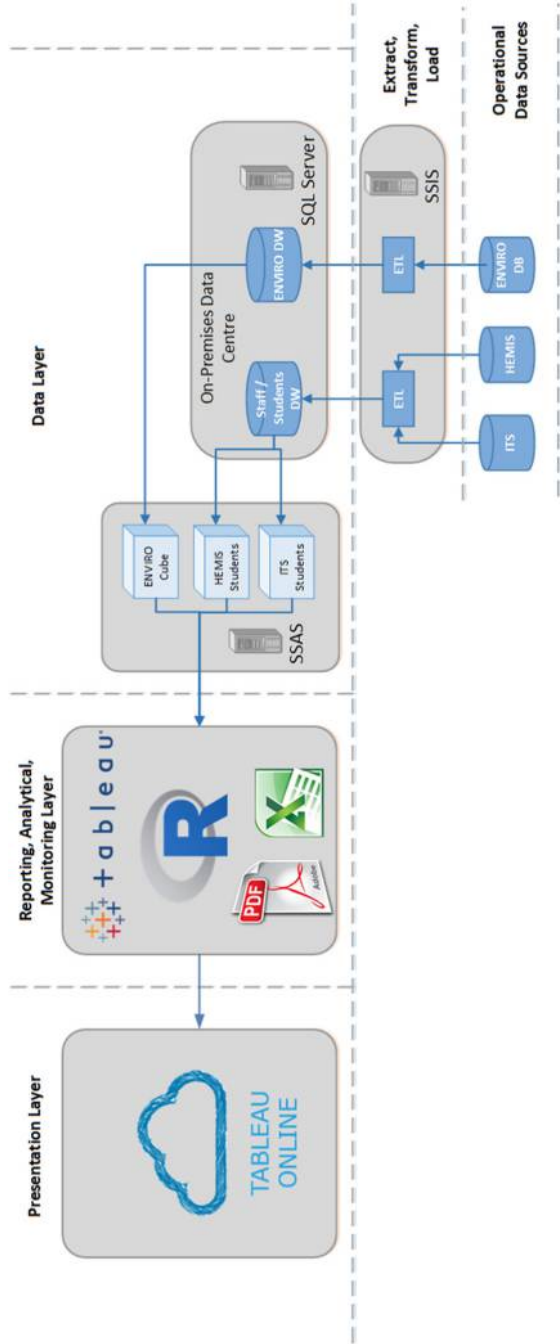 Presentation Layer
Reporting, Analytical,
Monitoring Layer
Data Layer
TABLEAU
ONLINE
+ableau
R
PDF
Adobe
X
SSAS
ENVIRO
Cube
HEMIS
Students
ITS
Students
On-Premises Data
Centre
SQL Server
Staff /
Students
DW
ENVIRO DW
Extract,
Transform,
Load
ETL
ETL
SSIS
Operational
Data Sources
ITS
HEMIS
ENVIRO
DB